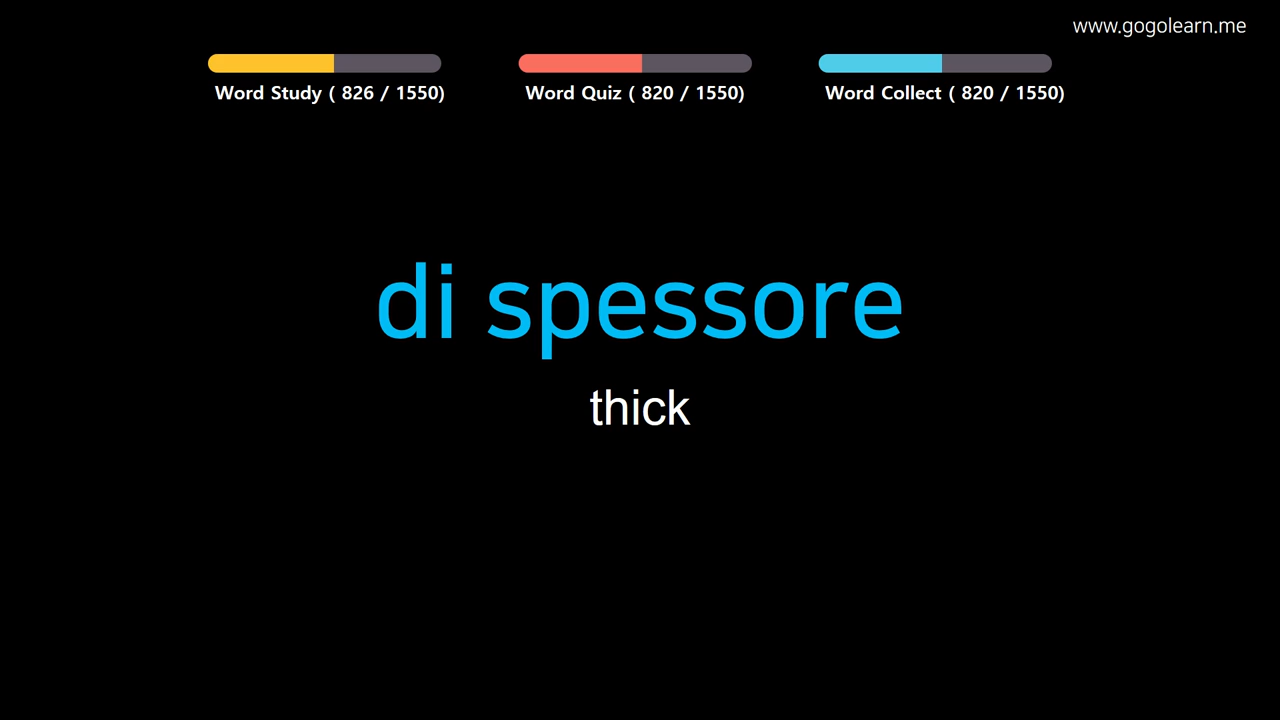 www.gogolearn.me
Word Study ( 826 / 1550)
Word Quiz ( 820 / 1550)
Word Collect ( 820 / 1550)
di spessore
thick